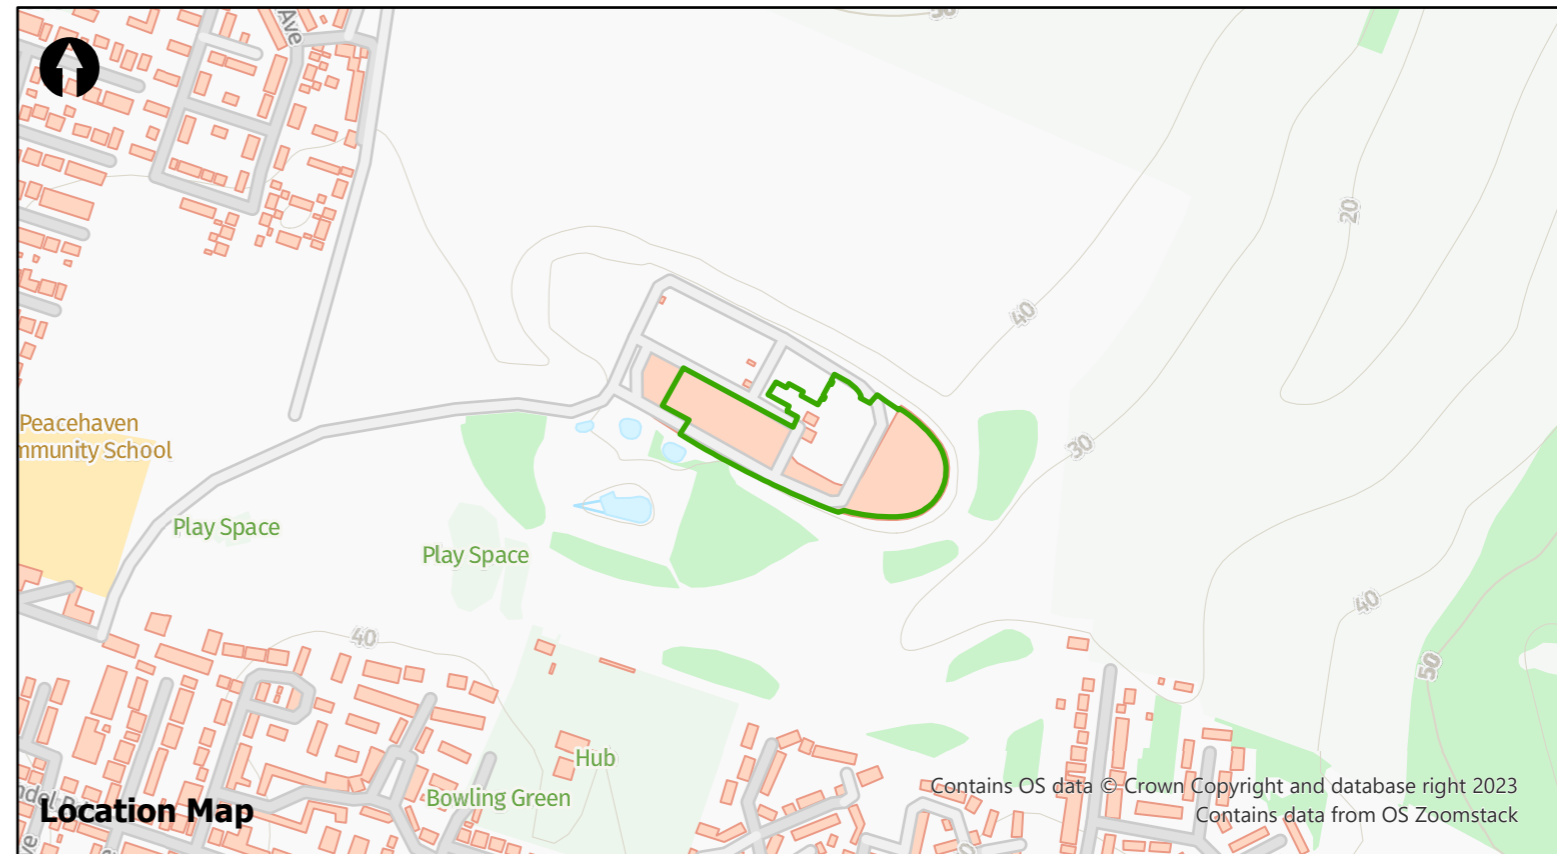 Ave
50
20
40
30
Peacehaven
mmunity School
Play Space
Play Space
40
40
50
Hub
Bowling Green
Contains OS data © Crown Copyright and database right 2023
Contains data from OS Zoomstack
Location Map